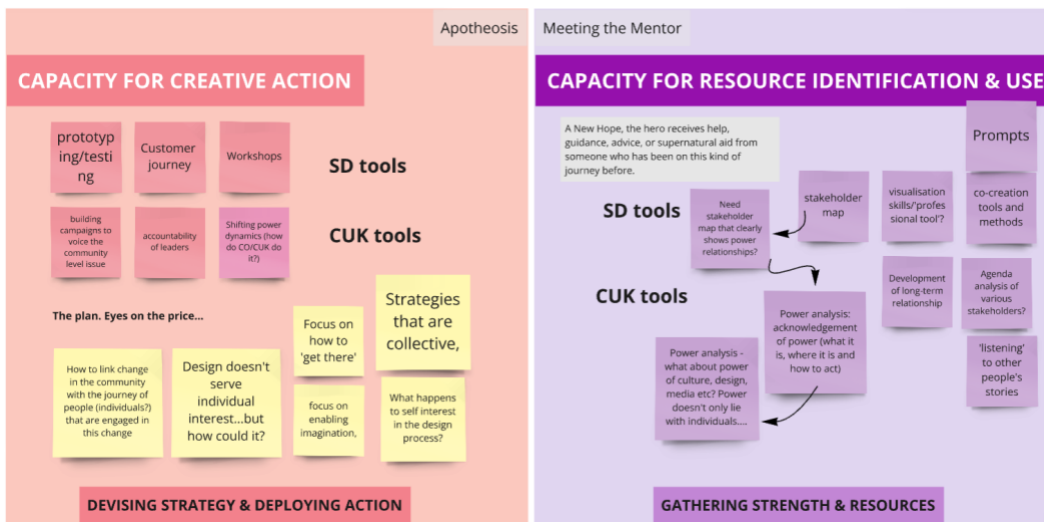 Apotheosis
CAPACITY FOR CREATIVE ACTION
prototyp
ing/testi
ng
Customer
journey
Workshops
SD tools
building
campaigns to
voice the
community
level issue
accountability
of leaders
Shifting power
dynamics (how
do CO/CUK do
it?)
CUK tools
The plan. Eyes on the price...
How to link change
in the community
with the journey of
people (individuals?)
that are engaged in
this change
Design doesn't
serve
individual
interest...but
how could it?
Focus on
how to
'get there'
focus on
enabling
imagination,
Strategies
that are
collective,
What happens
to self interest
in the design
process?
DEVISING STRATEGY & DEPLOYING ACTION
Meeting the Mentor
CAPACITY FOR RESOURCE IDENTIFICATION & USE
A New Hope, the hero receives help,
guidance, advice, or supernatural aid from
someone who has been on this kind of
journey before.
Prompts
SD tools
Need
stakeholder
map that clearly
shows power
relationships?
stakeholder
map
visualisation
skills/'profes
sional tool'?
co-creation
tools and
methods
CUK tools
Power analysis:
acknowledgement
of power (what it
is, where it is and
how to act)
Development
of long-term
relationship
Agenda
analysis of
various
stakeholders?
Power analysis -
what about power
of culture, design,
media etc? Power
doesn't only lie
with individuals....
'listening'
to other
people's
stories
GATHERING STRENGTH & RESOURCES